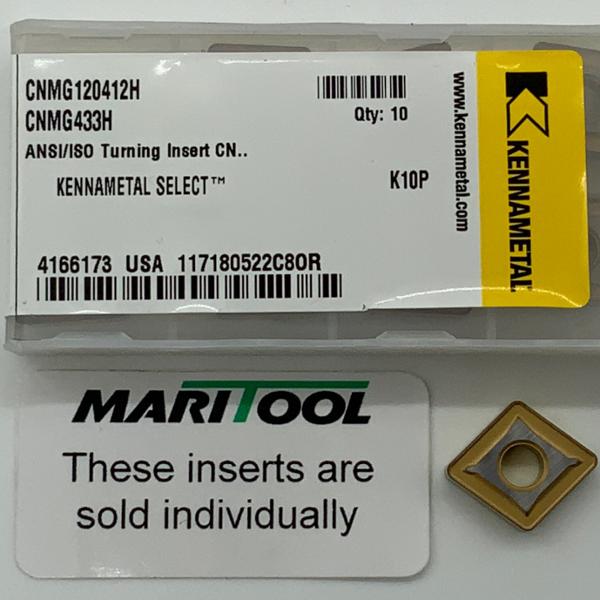 CNMG120412H
CNMG433H
Qty: 10
ANSI/ISO Turning Insert CN..
KENNAMETAL SELECT™
K10P
4166173 USA 117180522C8OR
www.kennametal.com
KENNAMETAL
MARITOOL
These inserts are
sold individually